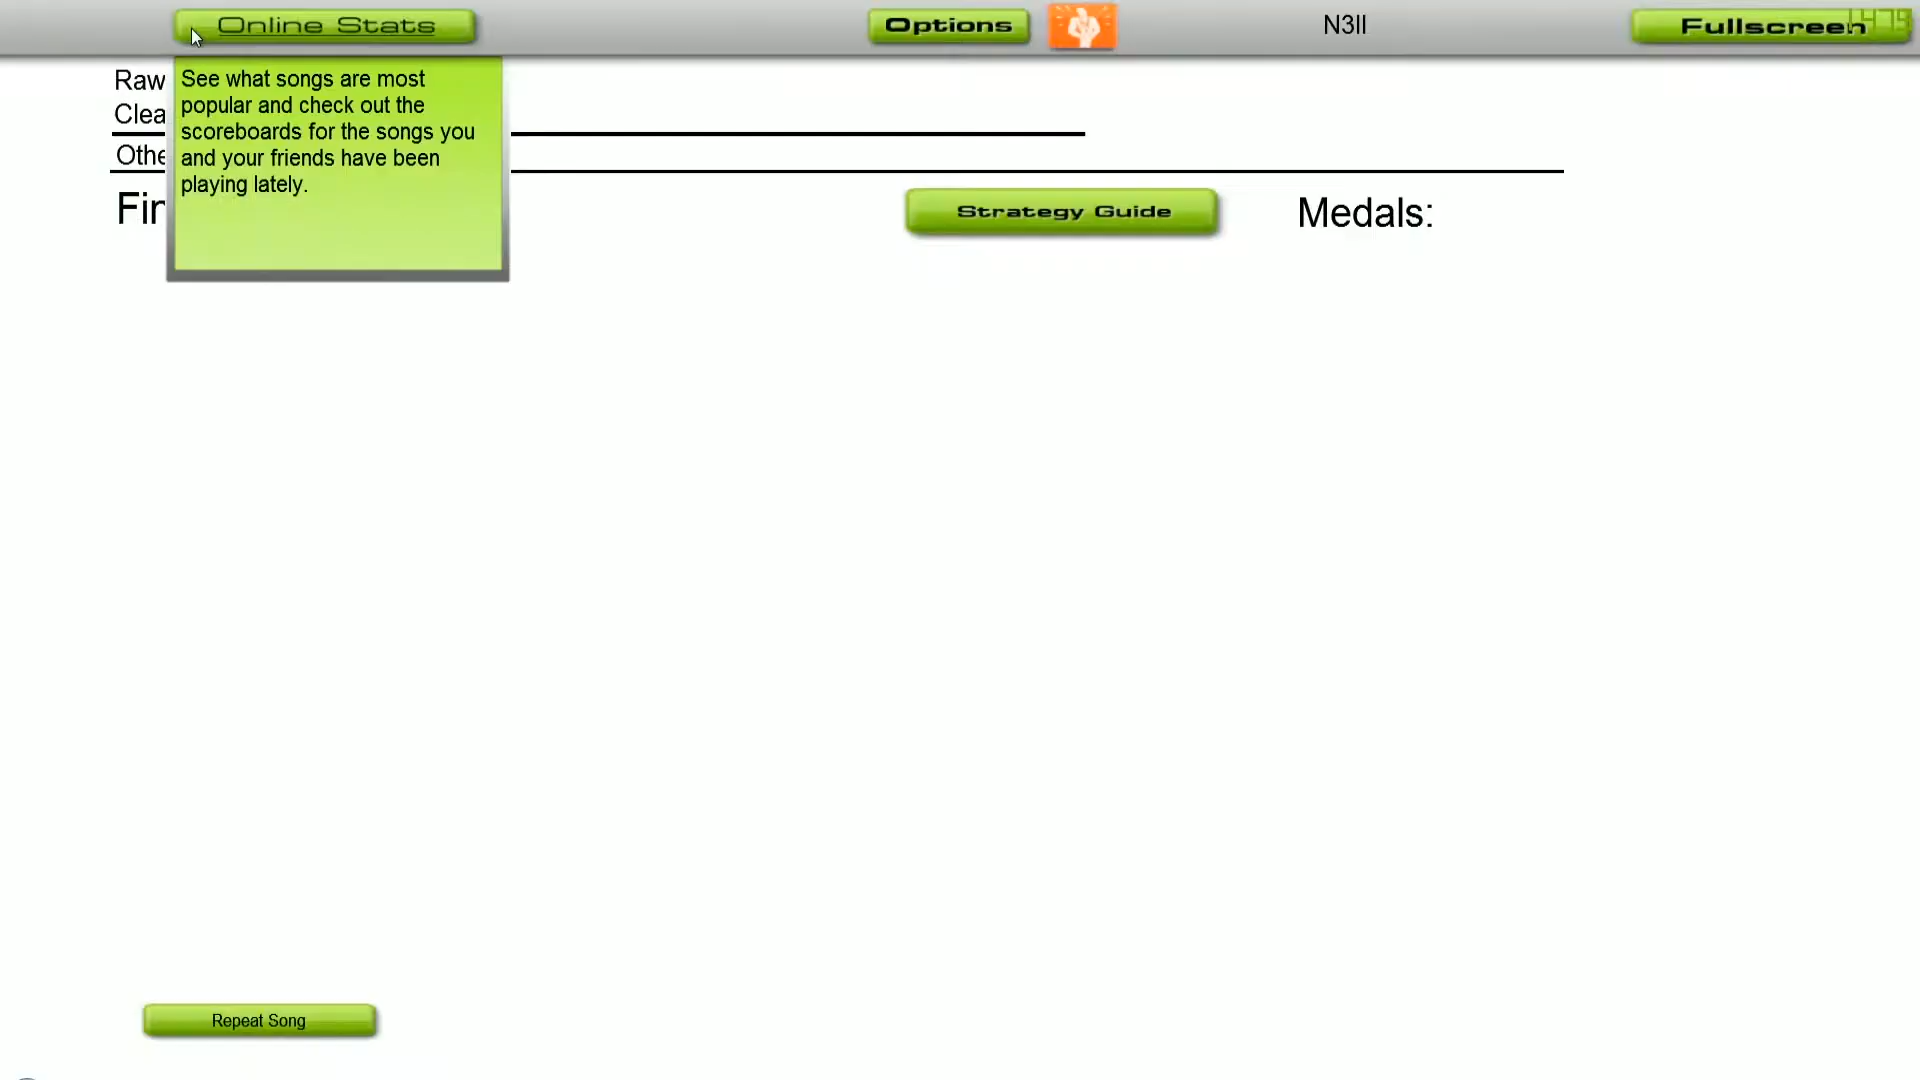 Online Stats
Options
N3II
Fullscreen
Raw
See what songs are most
popular and check out the
scoreboards for the songs you
and your friends have been
playing lately.
Clea
Othe
Fin
Strategy Guide
Medals:
Repeat Song